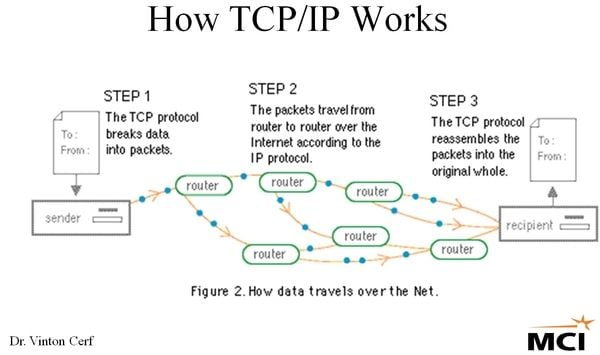 How TCP/IP Works
STEP 1
The TCP protocol
breaks data
into packets.
STEP 2
The packets travel from
router to router over the
Internet according to the
IP protocol.
STEP 3
The TCP protocol
reassembles the
packets into the
original whole.
To:
From:
To:
From:
sender
router
router
router
router
router
router
recipient
Figure 2. How data travels over the Net.
Dr. Vinton Cerf
MCI